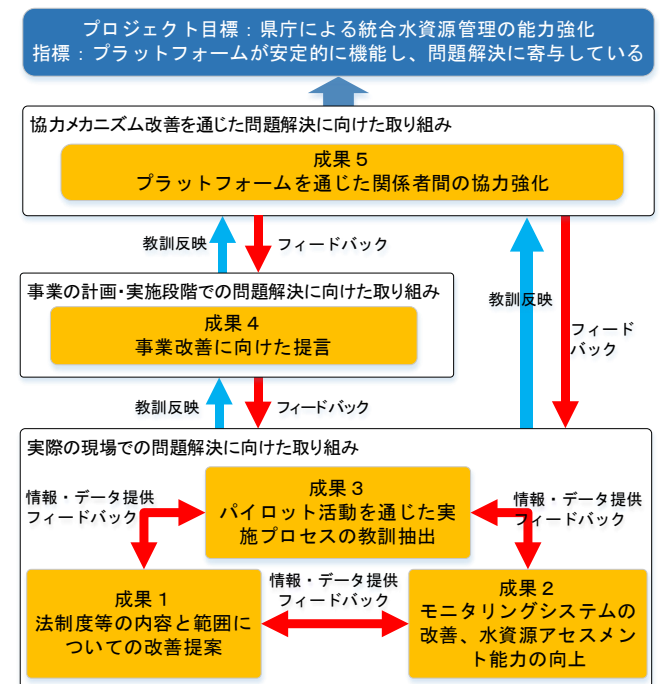 プロジェクト目標：県庁による統合水資源管理の能力強化
指標：プラットフォームが安定的に機能し、問題解決に寄与している
協力メカニズム改善を通じた問題解決に向けた取り組み
成果５
プラットフォームを通じた関係者間の協力強化
教訓反映
フィードバック
事業の計画・実施段階での問題解決に向けた取り組み
成果４
事業改善に向けた提言
教訓反映
フィード
バック
教訓反映
フィードバック
実際の現場での問題解決に向けた取り組み
成果３
パイロット活動を通じた実
施プロセスの教訓抽出
情報・データ提供
フィードバック
情報・データ提供
フィードバック
情報・データ提供
フィードバック
成果１
法制度等の内容と範囲に
ついての改善提案
成果２
モニタリングシステムの
改善、水資源アセスメン
ト能力の向上